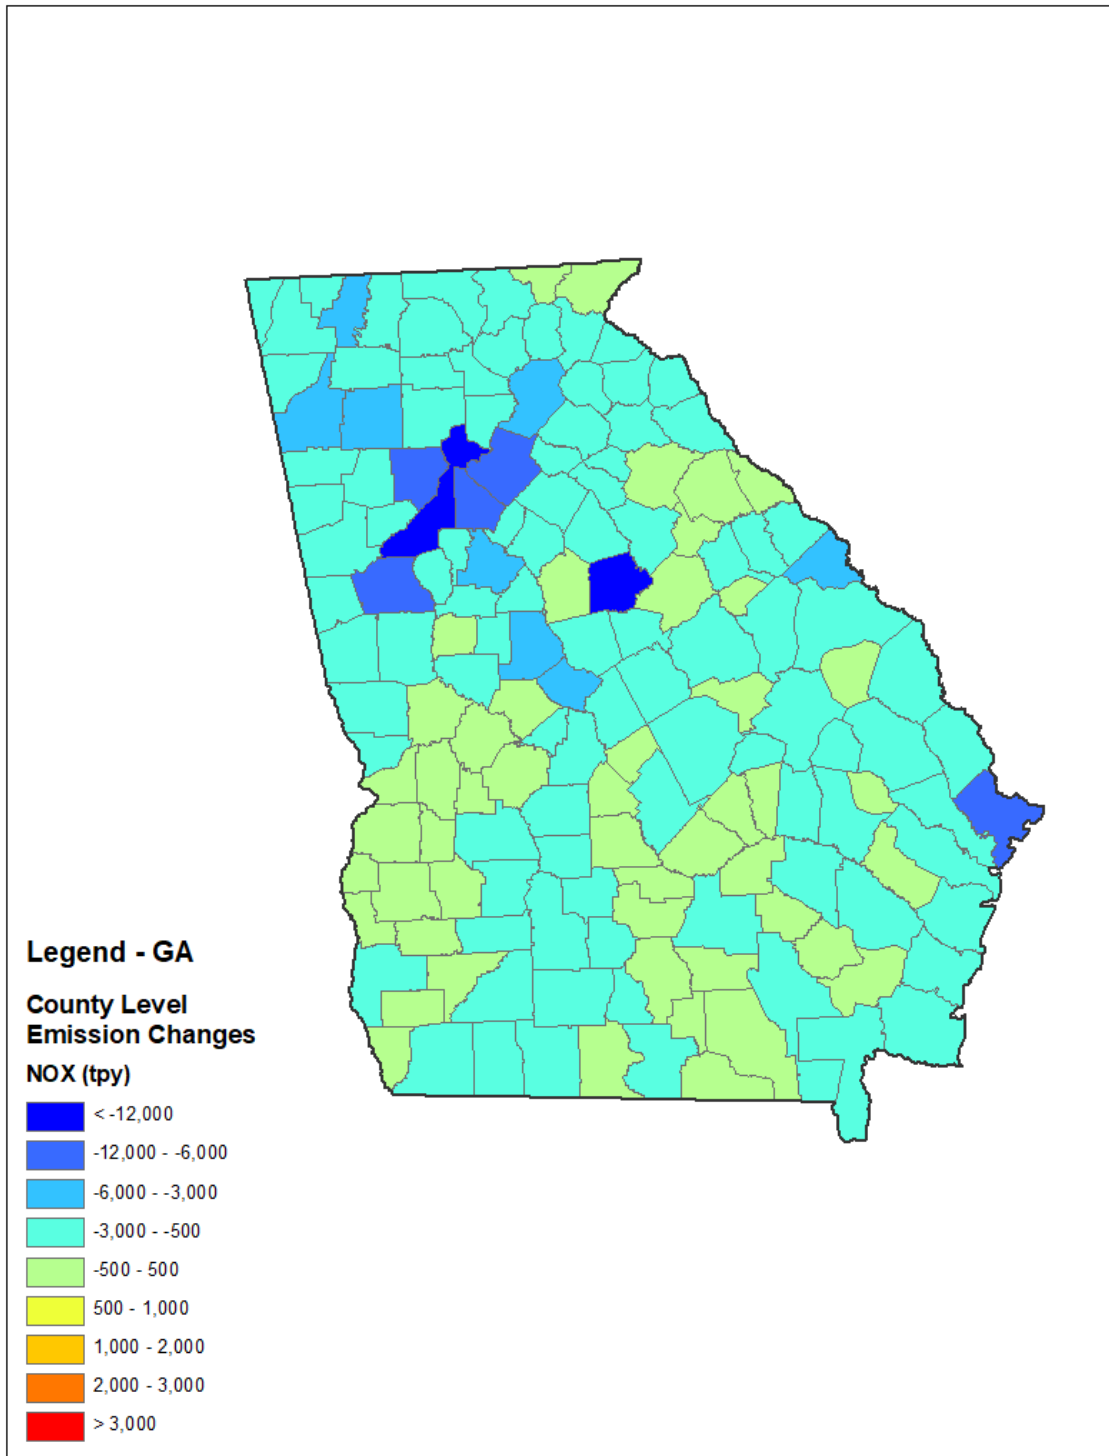 Legend - GA
County Level
Emission Changes
NOX (tpy)
< -12,000
-12,000 - -6,000
-6,000 - -3,000
-3,000 - -500
-500 - 500
500 - 1,000
1,000 - 2,000
2,000 - 3,000
> 3,000